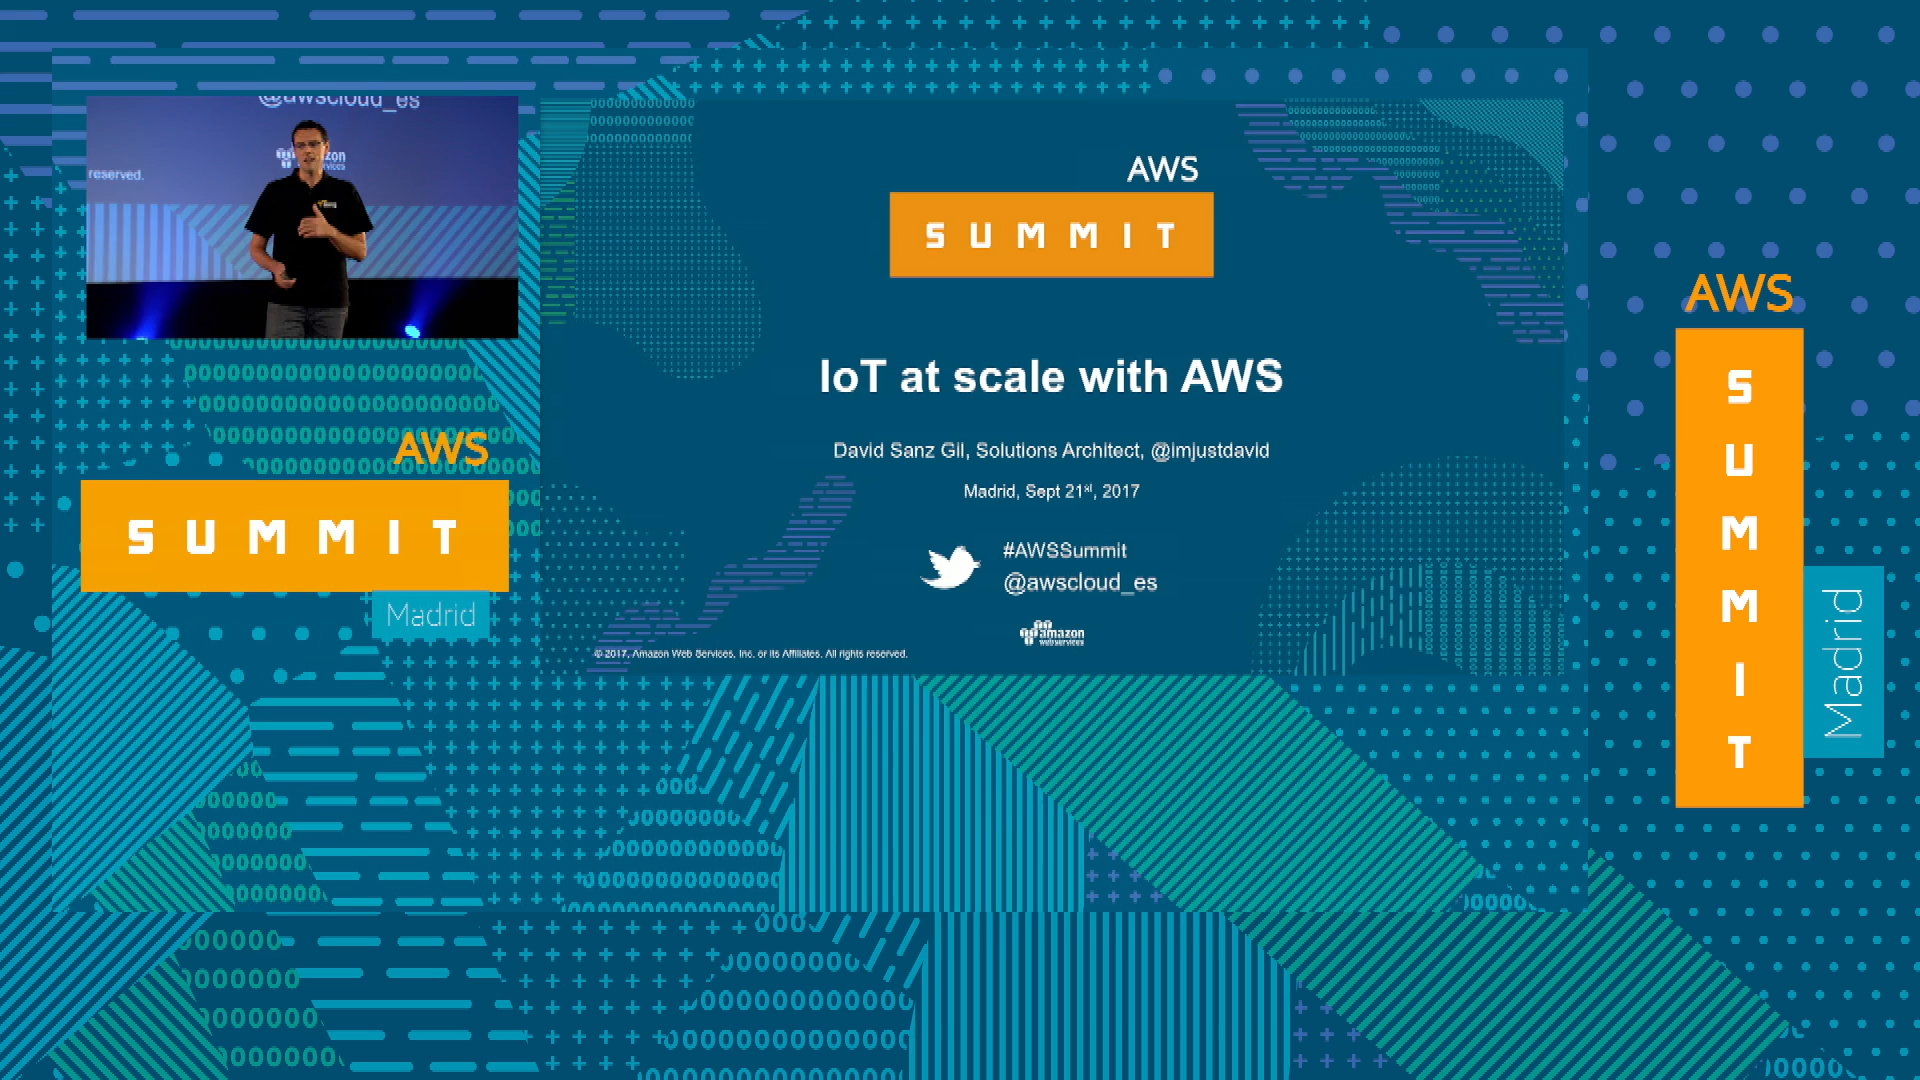 @awscloud_es
reserved.
AWS
SUMMIT
Madrid
AWS
SUMMIT
IoT at scale with AWS
David Sanz Gil, Solutions Architect, @imjustdavid
Madrid, Sept 21st, 2017
#AWSSummit
@awscloud_es
amazon
webservices
© 2017, Amazon Web Services, Inc. or its Affiliates. All rights reserved.
AWS
SUMMIT
Madrid